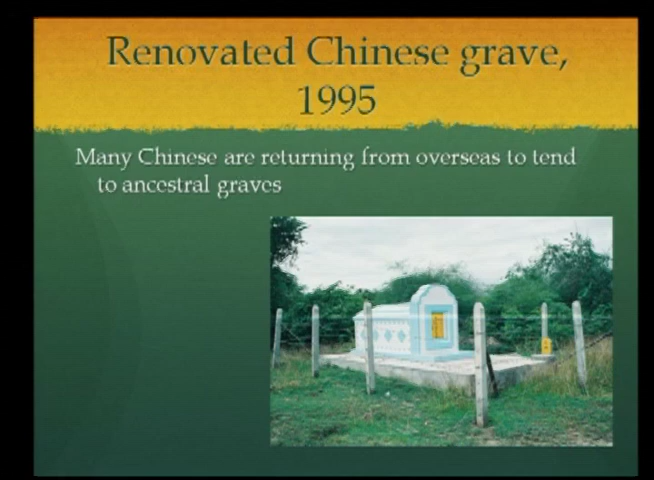 Renovated Chinese grave,
1995
Many Chinese are returning from overseas to tend
to ancestral graves